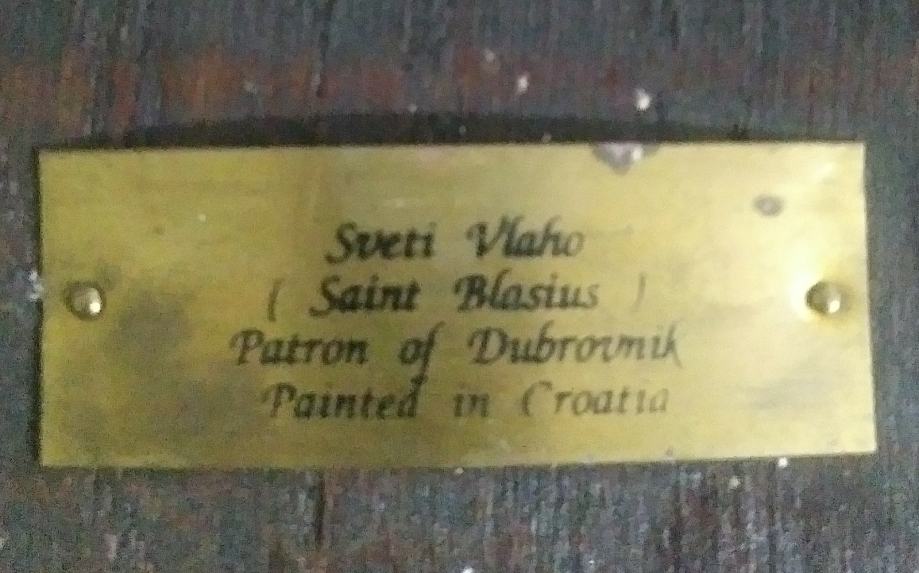 Sveti Vlaho
( Saint Blasius )
Patron of Dubrovnik
Painted in Croatia